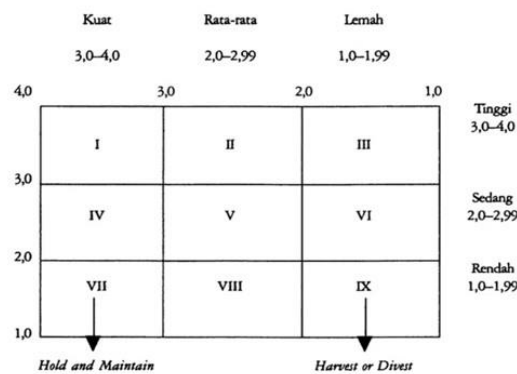 Kuat Rata-rata Lemah
3,0–4,0 2,0–2,99 1,0–1,99
4,0 3,0 2,0 1,0
Tinggi
3,0–4,0
I II III
3,0
Sedang
2,0–2,99
IV V VI
2,0
Rendah
1,0–1,99
VII VIII IX
1,0
Hold and Maintain Harvest or Divest